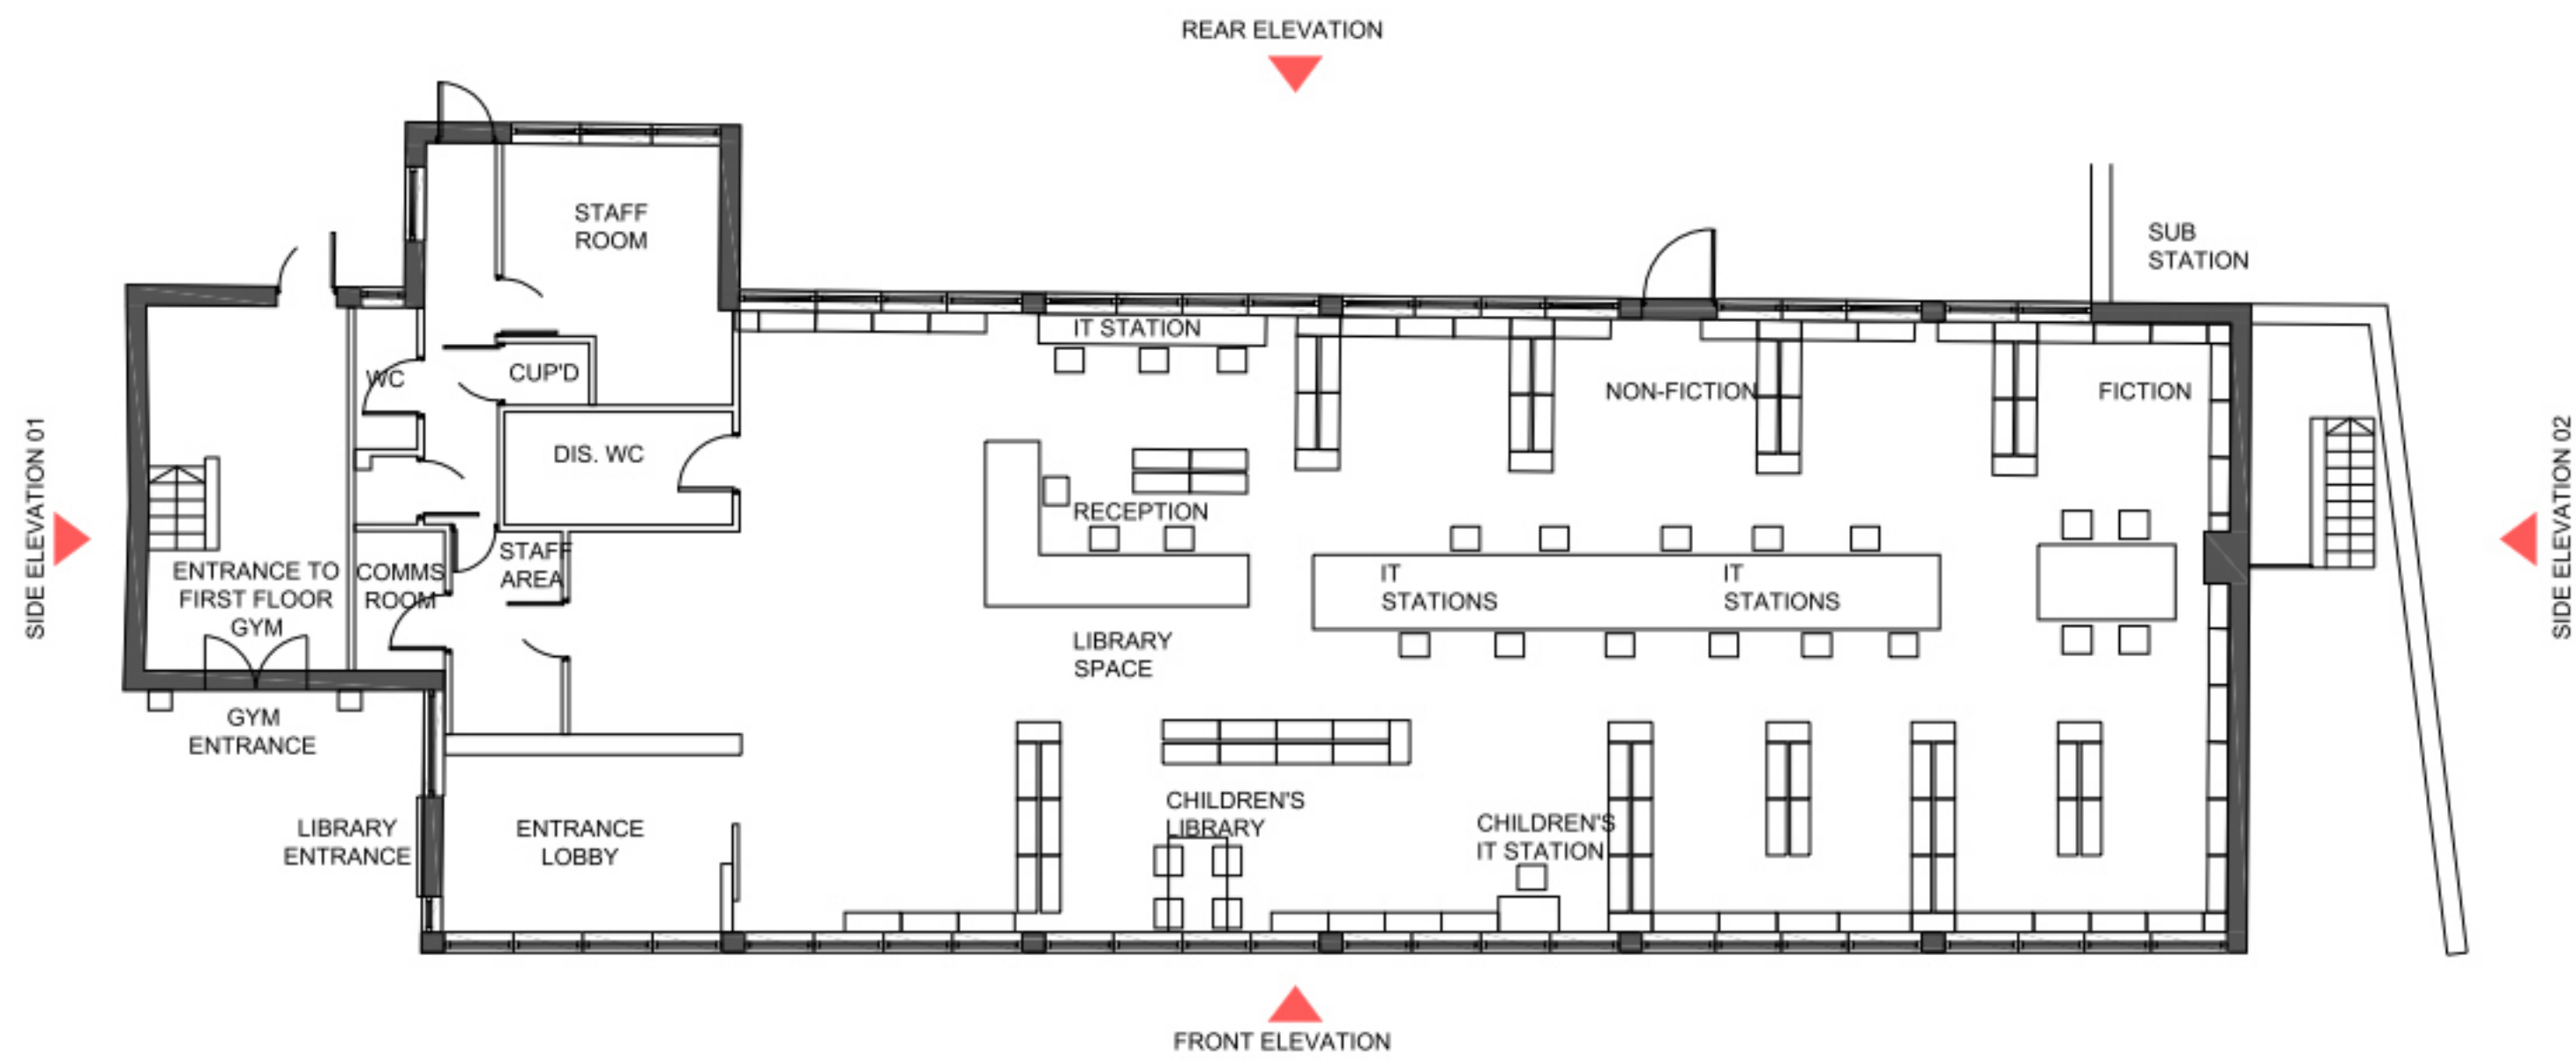 REAR ELEVATION
STAFF
ROOM
SUB
STATION
IT STATION
WC
CUP'D
NON-FICTION
FICTION
DIS. WC
RECEPTION
SIDE ELEVATION 01
SIDE ELEVATION 02
STAFF
AREA
ENTRANCE TO
FIRST FLOOR
GYM
COMMS
ROOM
IT
STATIONS
IT
STATIONS
LIBRARY
SPACE
GYM
ENTRANCE
LIBRARY
ENTRANCE
ENTRANCE
LOBBY
CHILDREN'S
LIBRARY
CHILDREN'S
IT STATION
FRONT ELEVATION